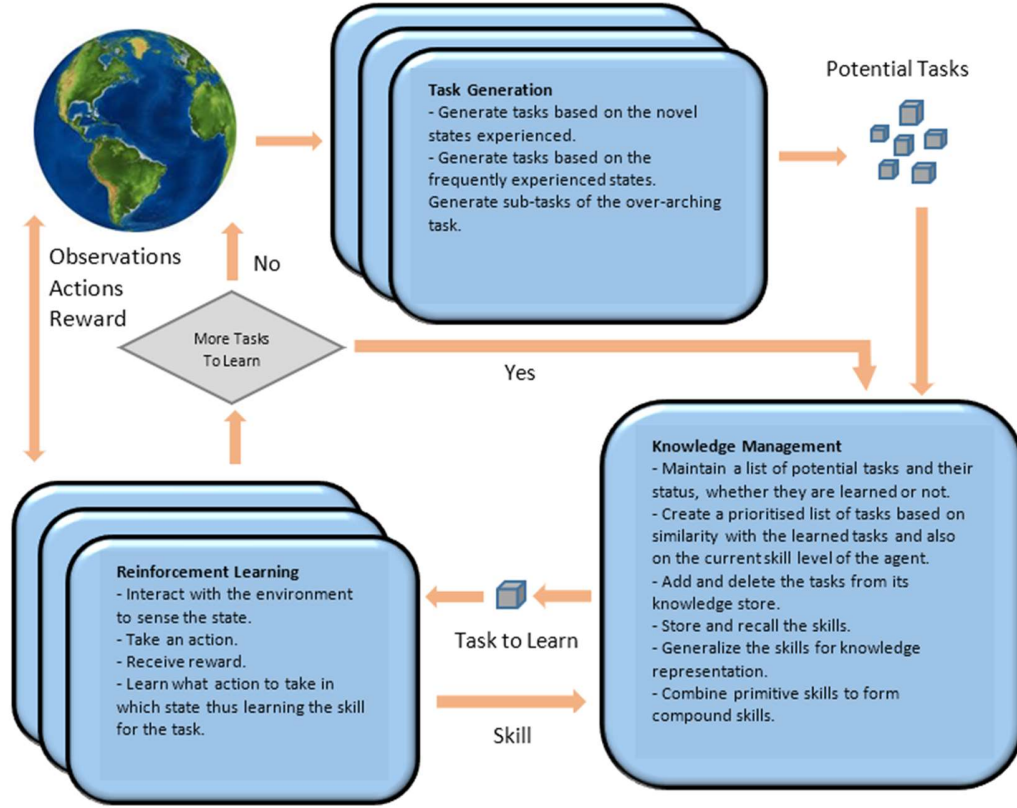 Task Generation
- Generate tasks based on the novel
states experienced.
- Generate tasks based on the
frequently experienced states.
Generate sub-tasks of the over-arching
task.
Potential Tasks
Observations
Actions
Reward
No
More Tasks
To Learn
Yes
Knowledge Management
- Maintain a list of potential tasks and their
status, whether they are learned or not.
- Create a prioritised list of tasks based on
similarity with the learned tasks and also
on the current skill level of the agent.
- Add and delete the tasks from its
knowledge store.
- Store and recall the skills.
- Generalize the skills for knowledge
representation.
- Combine primitive skills to form
compound skills.
Reinforcement Learning
- Interact with the environment
to sense the state.
- Take an action.
- Receive reward.
- Learn what action to take in
which state thus learning the skill
for the task.
Task to Learn
Skill